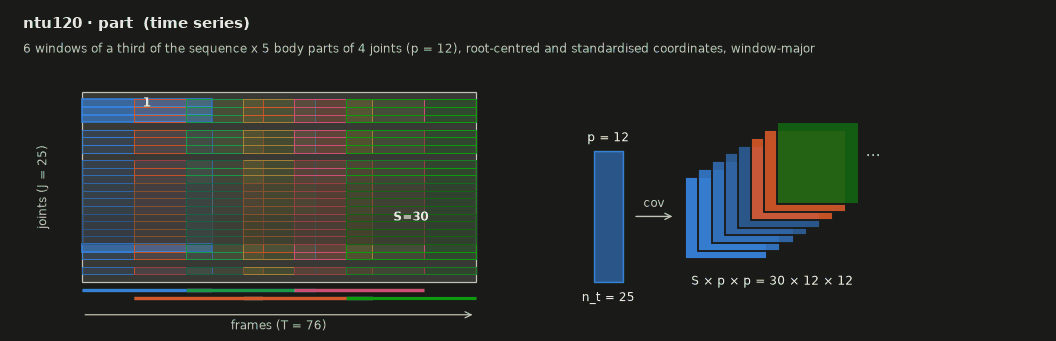 ntu120 · part  (time series)
6 windows of a third of the sequence x 5 body parts of 4 joints (p = 12), root-centred and standardised coordinates, window-major
1
joints (J = 25)
S=30
frames (T = 76)
p = 12
n_t = 25
cov
...
S × p × p = 30 × 12 × 12